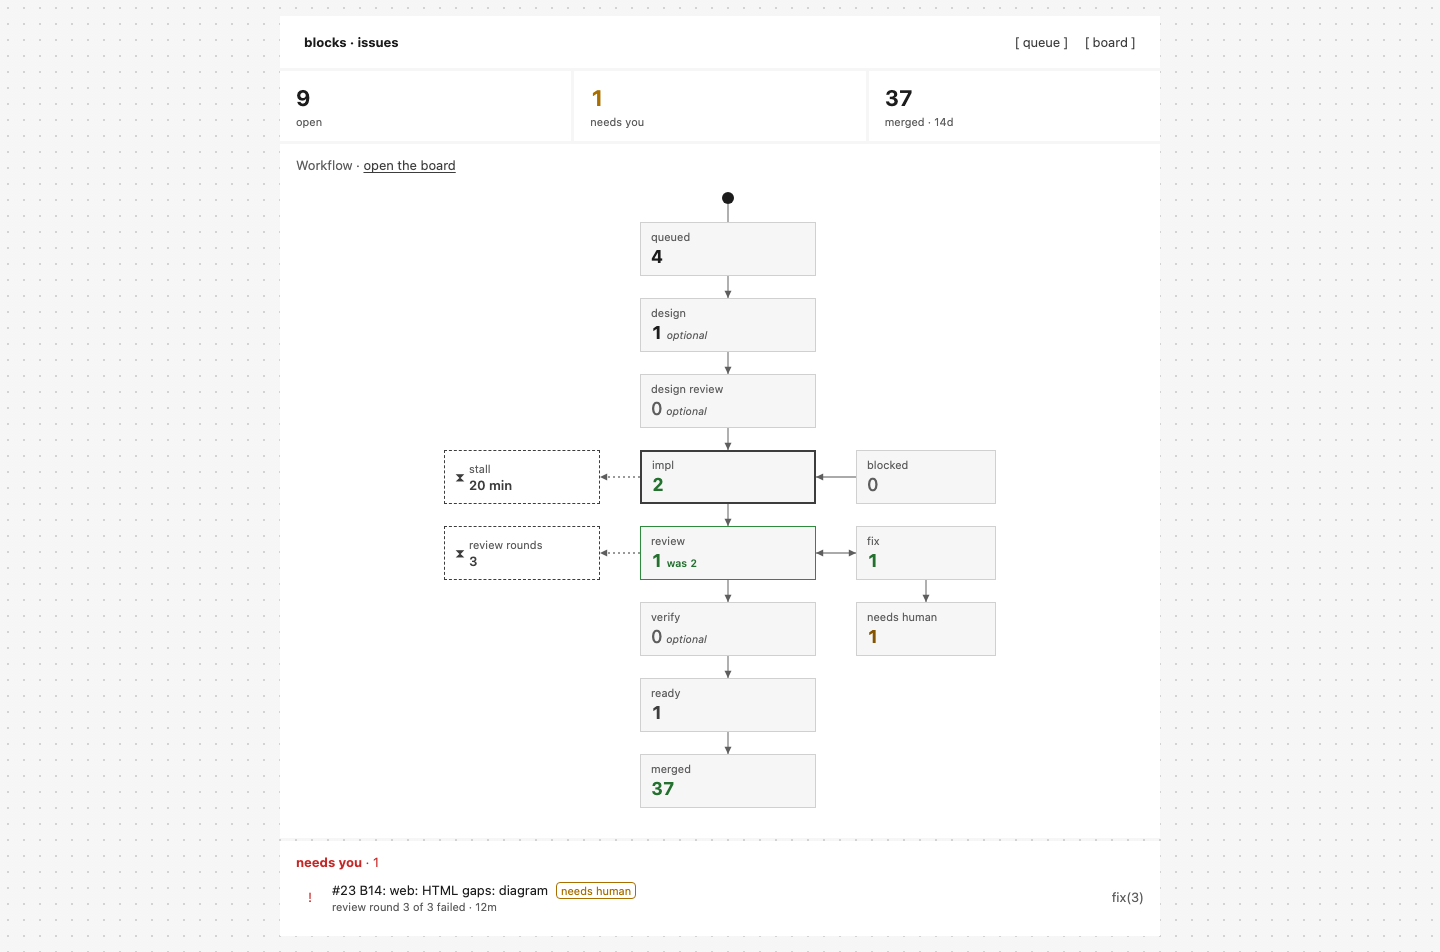 blocks · issues
[ queue ] [ board ]
9
open
1
needs you
37
merged · 14d
Workflow · open the board
queued
4
design
1 optional
design review
0 optional
stall
20 min
impl
2
blocked
0
review rounds
3
review
1 was 2
fix
1
verify
0 optional
needs human
1
ready
1
merged
37
needs you · 1
! #23 B14: web: HTML gaps: diagram needs human
review round 3 of 3 failed · 12m
fix(3)